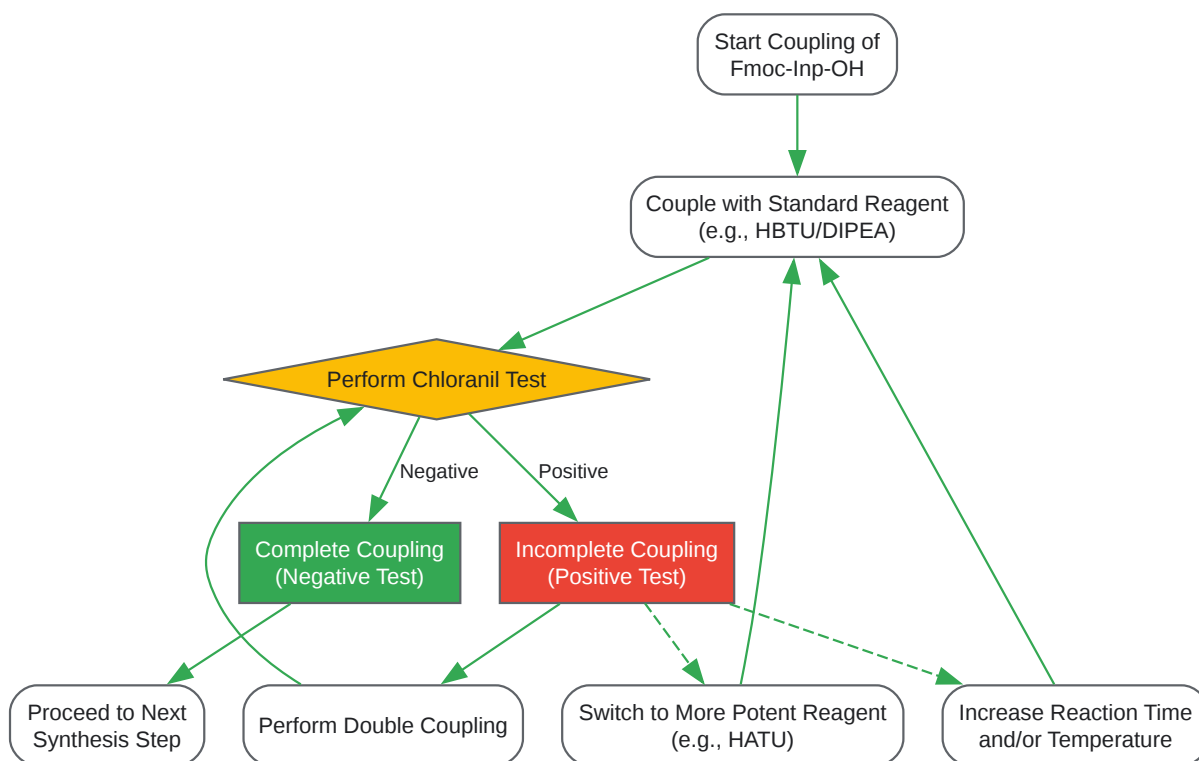 Start Coupling of
Fmoc-Inp-OH
Couple with Standard Reagent
(e.g., HBTU/DIPEA)
Perform Chloranil Test
Negative
Positive
Complete Coupling
(Negative Test)
Incomplete Coupling
(Positive Test)
Proceed to Next
Synthesis Step
Perform Double Coupling
Switch to More Potent Reagent
(e.g., HATU)
Increase Reaction Time
and/or Temperature